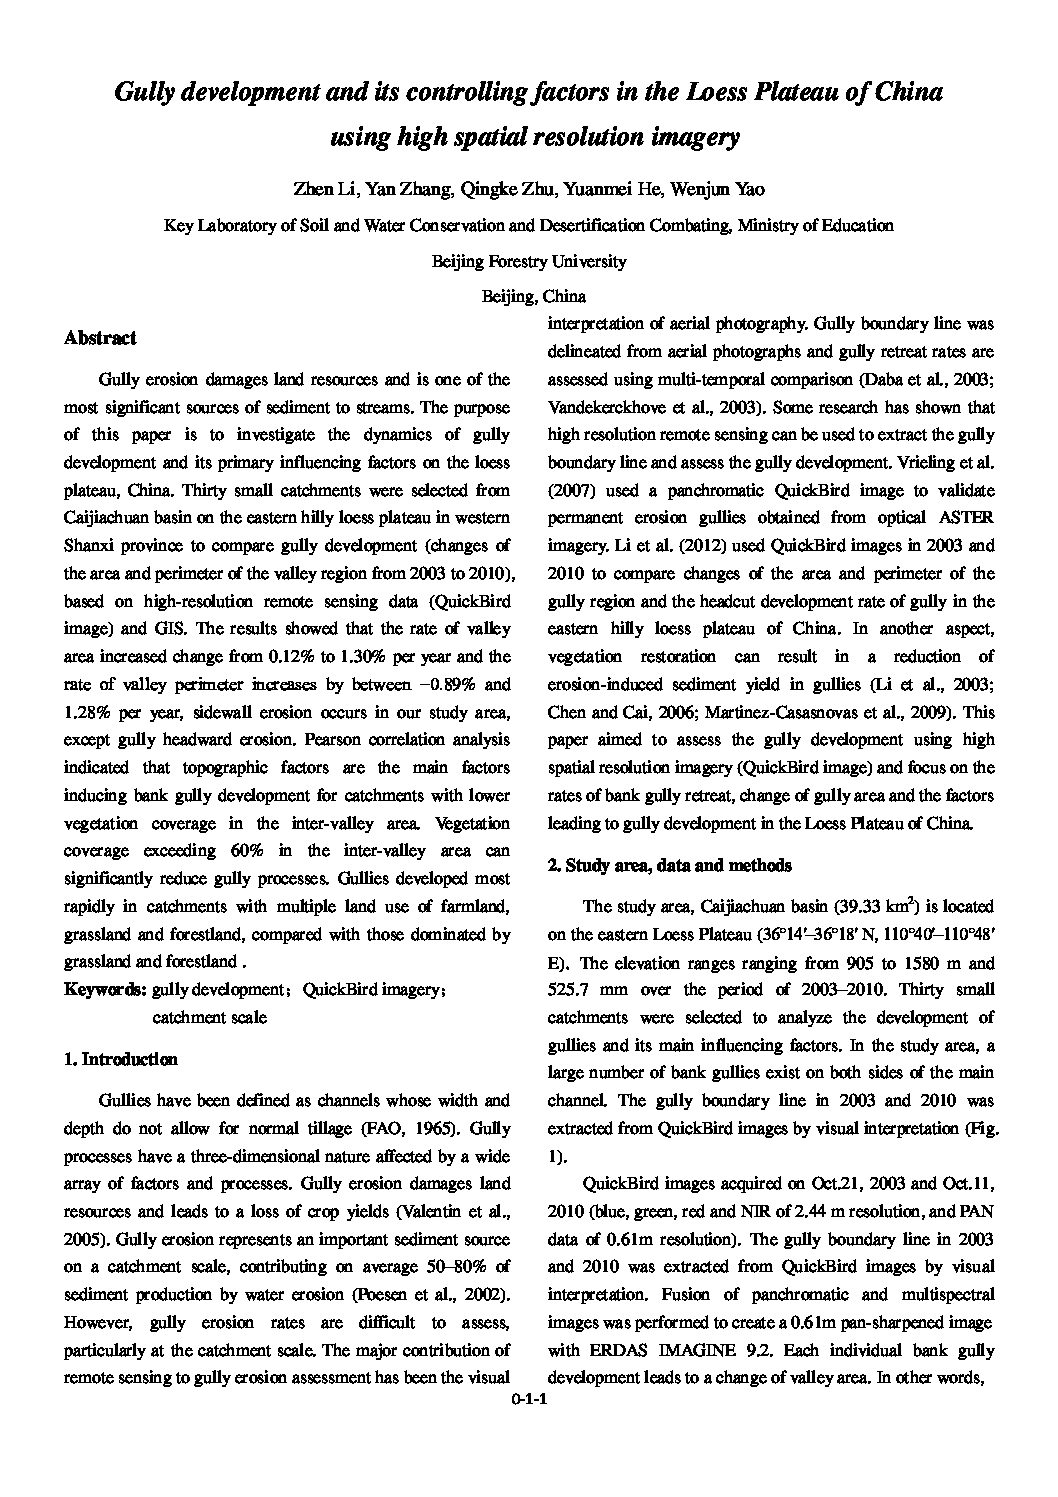 Gully development and its controlling factors in the Loess Plateau of China
using high spatial resolution imagery
Zhen Li, Yan Zhang, Qingke Zhu, Yuanmei He, Wenjun Yao
Key Laboratory of Soil and Water Conservation and Desertification Combating, Ministry of Education
Beijing Forestry University
Beijing, China
Abstract
Gully erosion damages land resources and is one of the
most significant sources of sediment to streams. The purpose
of this paper is to investigate the dynamics of gully
development and its primary influencing factors on the loess
plateau, China. Thirty small catchments were selected from
Caijiachuan basin on the eastern hilly loess plateau in western
Shanxi province to compare gully development (changes of
the area and perimeter of the valley region from 2003 to 2010),
based on high-resolution remote sensing data (QuickBird
image) and GIS. The results showed that the rate of valley
area increased change from 0.12% to 1.30% per year and the
rate of valley perimeter increases by between −0.89% and
1.28% per year, sidewall erosion occurs in our study area,
except gully headward erosion. Pearson correlation analysis
indicated that topographic factors are the main factors
inducing bank gully development for catchments with lower
vegetation coverage in the inter-valley area. Vegetation
coverage exceeding 60% in the inter-valley area can
significantly reduce gully processes. Gullies developed most
rapidly in catchments with multiple land use of farmland,
grassland and forestland, compared with those dominated by
grassland and forestland .
Keywords: gully development； QuickBird imagery；
catchment scale
1. Introduction
Gullies have been defined as channels whose width and
depth do not allow for normal tillage (FAO, 1965). Gully
processes have a three-dimensional nature affected by a wide
array of factors and processes. Gully erosion damages land
resources and leads to a loss of crop yields (Valentin et al.,
2005). Gully erosion represents an important sediment source
on a catchment scale, contributing on average 50–80% of
sediment production by water erosion (Poesen et al., 2002).
However, gully erosion rates are difficult to assess,
particularly at the catchment scale. The major contribution of
remote sensing to gully erosion assessment has been the visual
interpretation of aerial photography. Gully boundary line was
delineated from aerial photographs and gully retreat rates are
assessed using multi-temporal comparison (Daba et al., 2003;
Vandekerckhove et al., 2003). Some research has shown that
high resolution remote sensing can be used to extract the gully
boundary line and assess the gully development. Vrieling et al.
(2007) used a panchromatic QuickBird image to validate
permanent erosion gullies obtained from optical ASTER
imagery. Li et al. (2012) used QuickBird images in 2003 and
2010 to compare changes of the area and perimeter of the
gully region and the headcut development rate of gully in the
eastern hilly loess plateau of China. In another aspect,
vegetation restoration can result in a reduction of
erosion-induced sediment yield in gullies (Li et al., 2003;
Chen and Cai, 2006; Martinez-Casasnovas et al., 2009). This
paper aimed to assess the gully development using high
spatial resolution imagery (QuickBird image) and focus on the
rates of bank gully retreat, change of gully area and the factors
leading to gully development in the Loess Plateau of China.
2. Study area, data and methods
The study area, Caijiachuan basin (39.33 km²) is located
on the eastern Loess Plateau (36°14′–36°18′ N, 110°40′–110°48′
E). The elevation ranges ranging from 905 to 1580 m and
525.7 mm over the period of 2003–2010. Thirty small
catchments were selected to analyze the development of
gullies and its main influencing factors. In the study area, a
large number of bank gullies exist on both sides of the main
channel. The gully boundary line in 2003 and 2010 was
extracted from QuickBird images by visual interpretation (Fig.
1).
QuickBird images acquired on Oct.21, 2003 and Oct.11,
2010 (blue, green, red and NIR of 2.44 m resolution, and PAN
data of 0.61m resolution). The gully boundary line in 2003
and 2010 was extracted from QuickBird images by visual
interpretation. Fusion of panchromatic and multispectral
images was performed to create a 0.61m pan-sharpened image
with ERDAS IMAGINE 9.2. Each individual bank gully
development leads to a change of valley area. In other words,
0-1-1